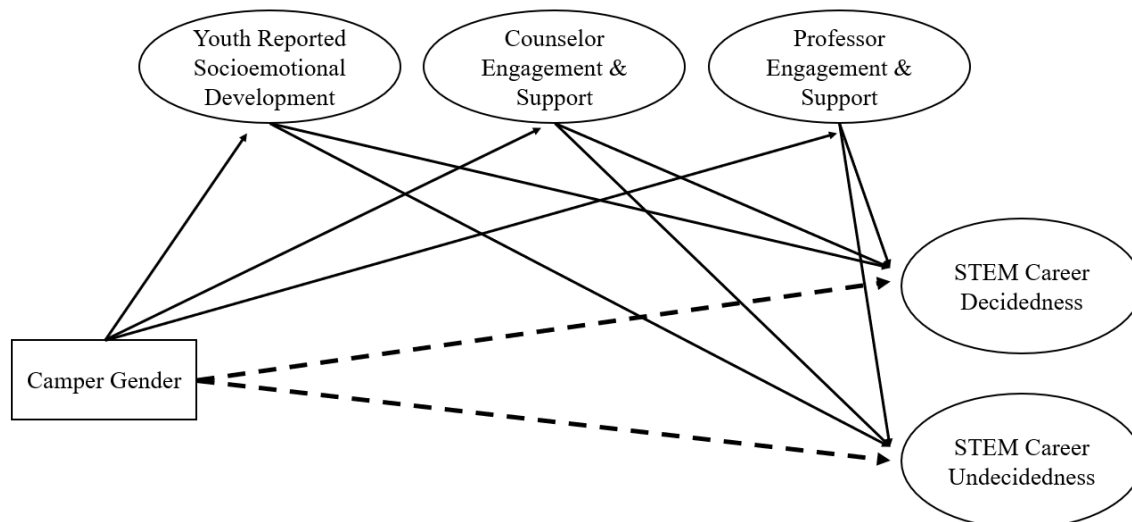 Youth Reported
Socioemotional
Development
Counselor
Engagement &
Support
Professor
Engagement &
Support
STEM Career
Decidedness
Camper Gender
STEM Career
Undecidedness